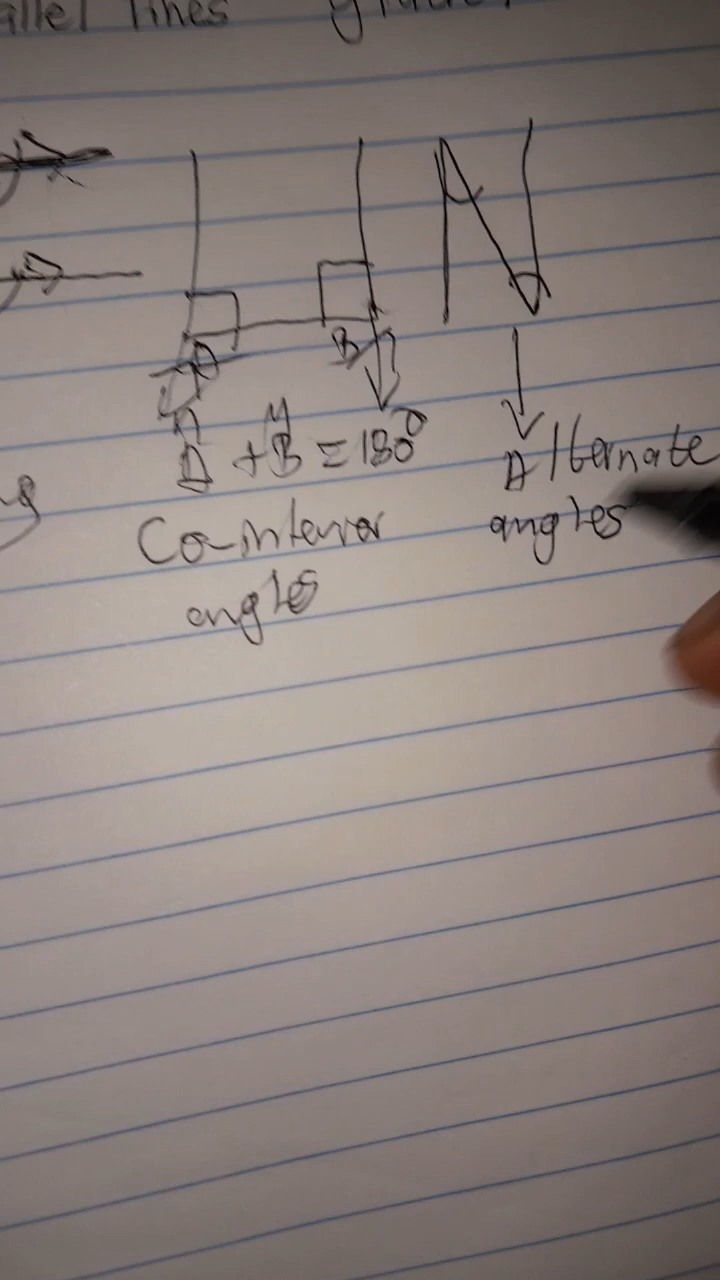 allel lines
A B
Â + B̂ = 180°
Co-interior
angles
Alternate
angles